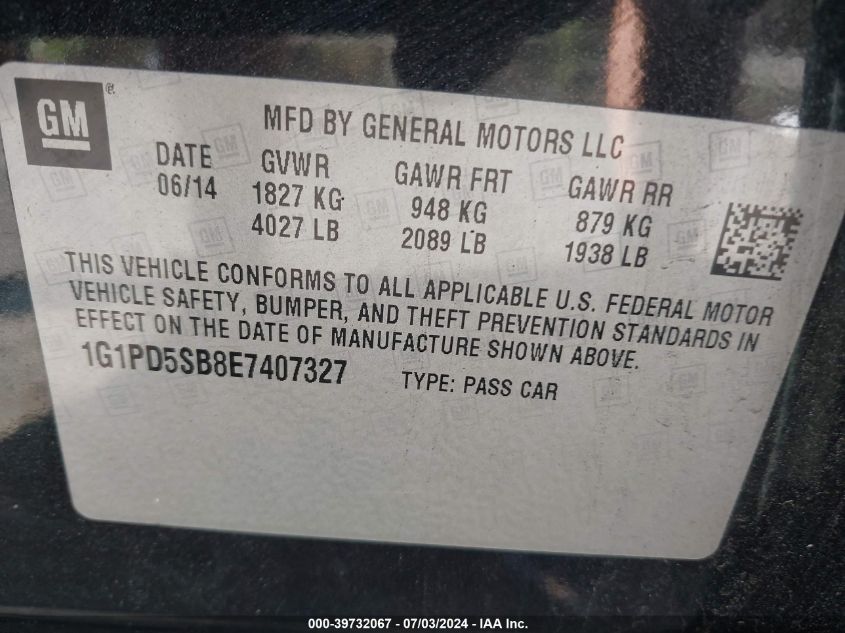 GM®
MFD BY GENERAL MOTORS LLC
DATE GVWR GAWR FRT GAWR RR
06/14 1827 KG 948 KG 879 KG
4027 LB 2089 LB 1938 LB
THIS VEHICLE CONFORMS TO ALL APPLICABLE U.S. FEDERAL MOTOR
VEHICLE SAFETY, BUMPER, AND THEFT PREVENTION STANDARDS IN
EFFECT ON THE DATE OF MANUFACTURE SHOWN ABOVE.
1G1PD5SB8E7407327 TYPE: PASS CAR
000-39732067 / 07/03/2024 - IAA Inc.